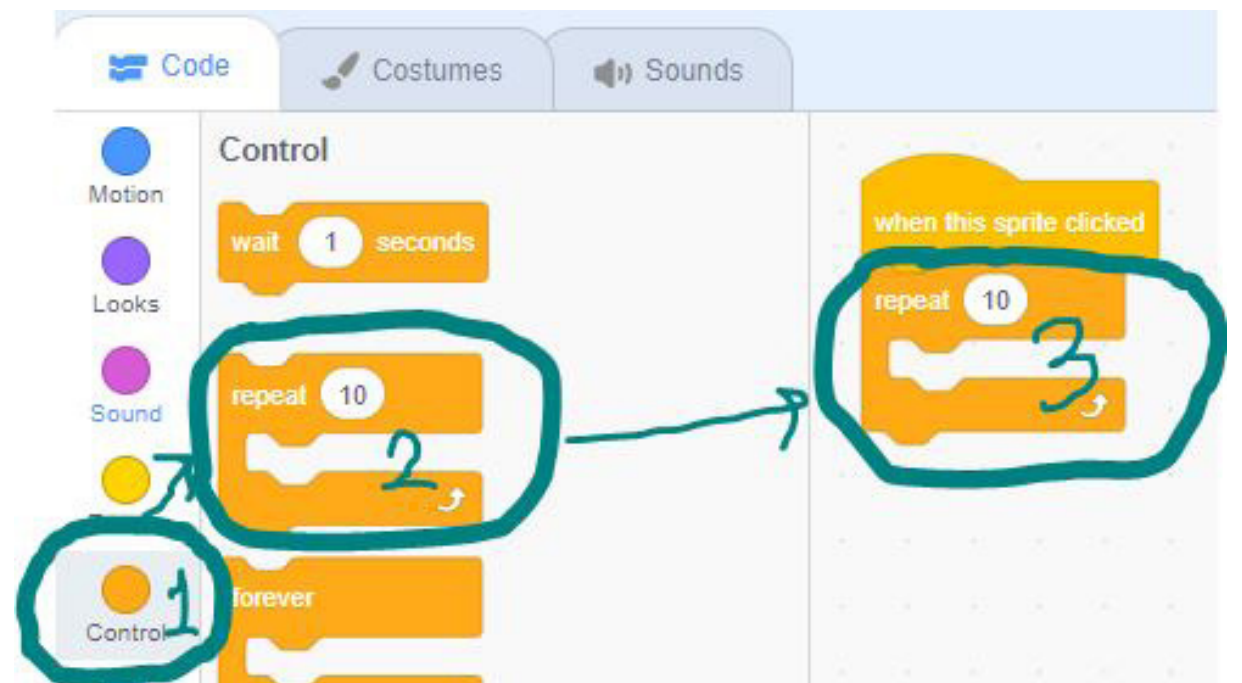 Code Costumes Sounds
Motion
Looks
Sound
Control
1
Control
wait 1 seconds
repeat 10
2
forever
when this sprite clicked
repeat 10
3